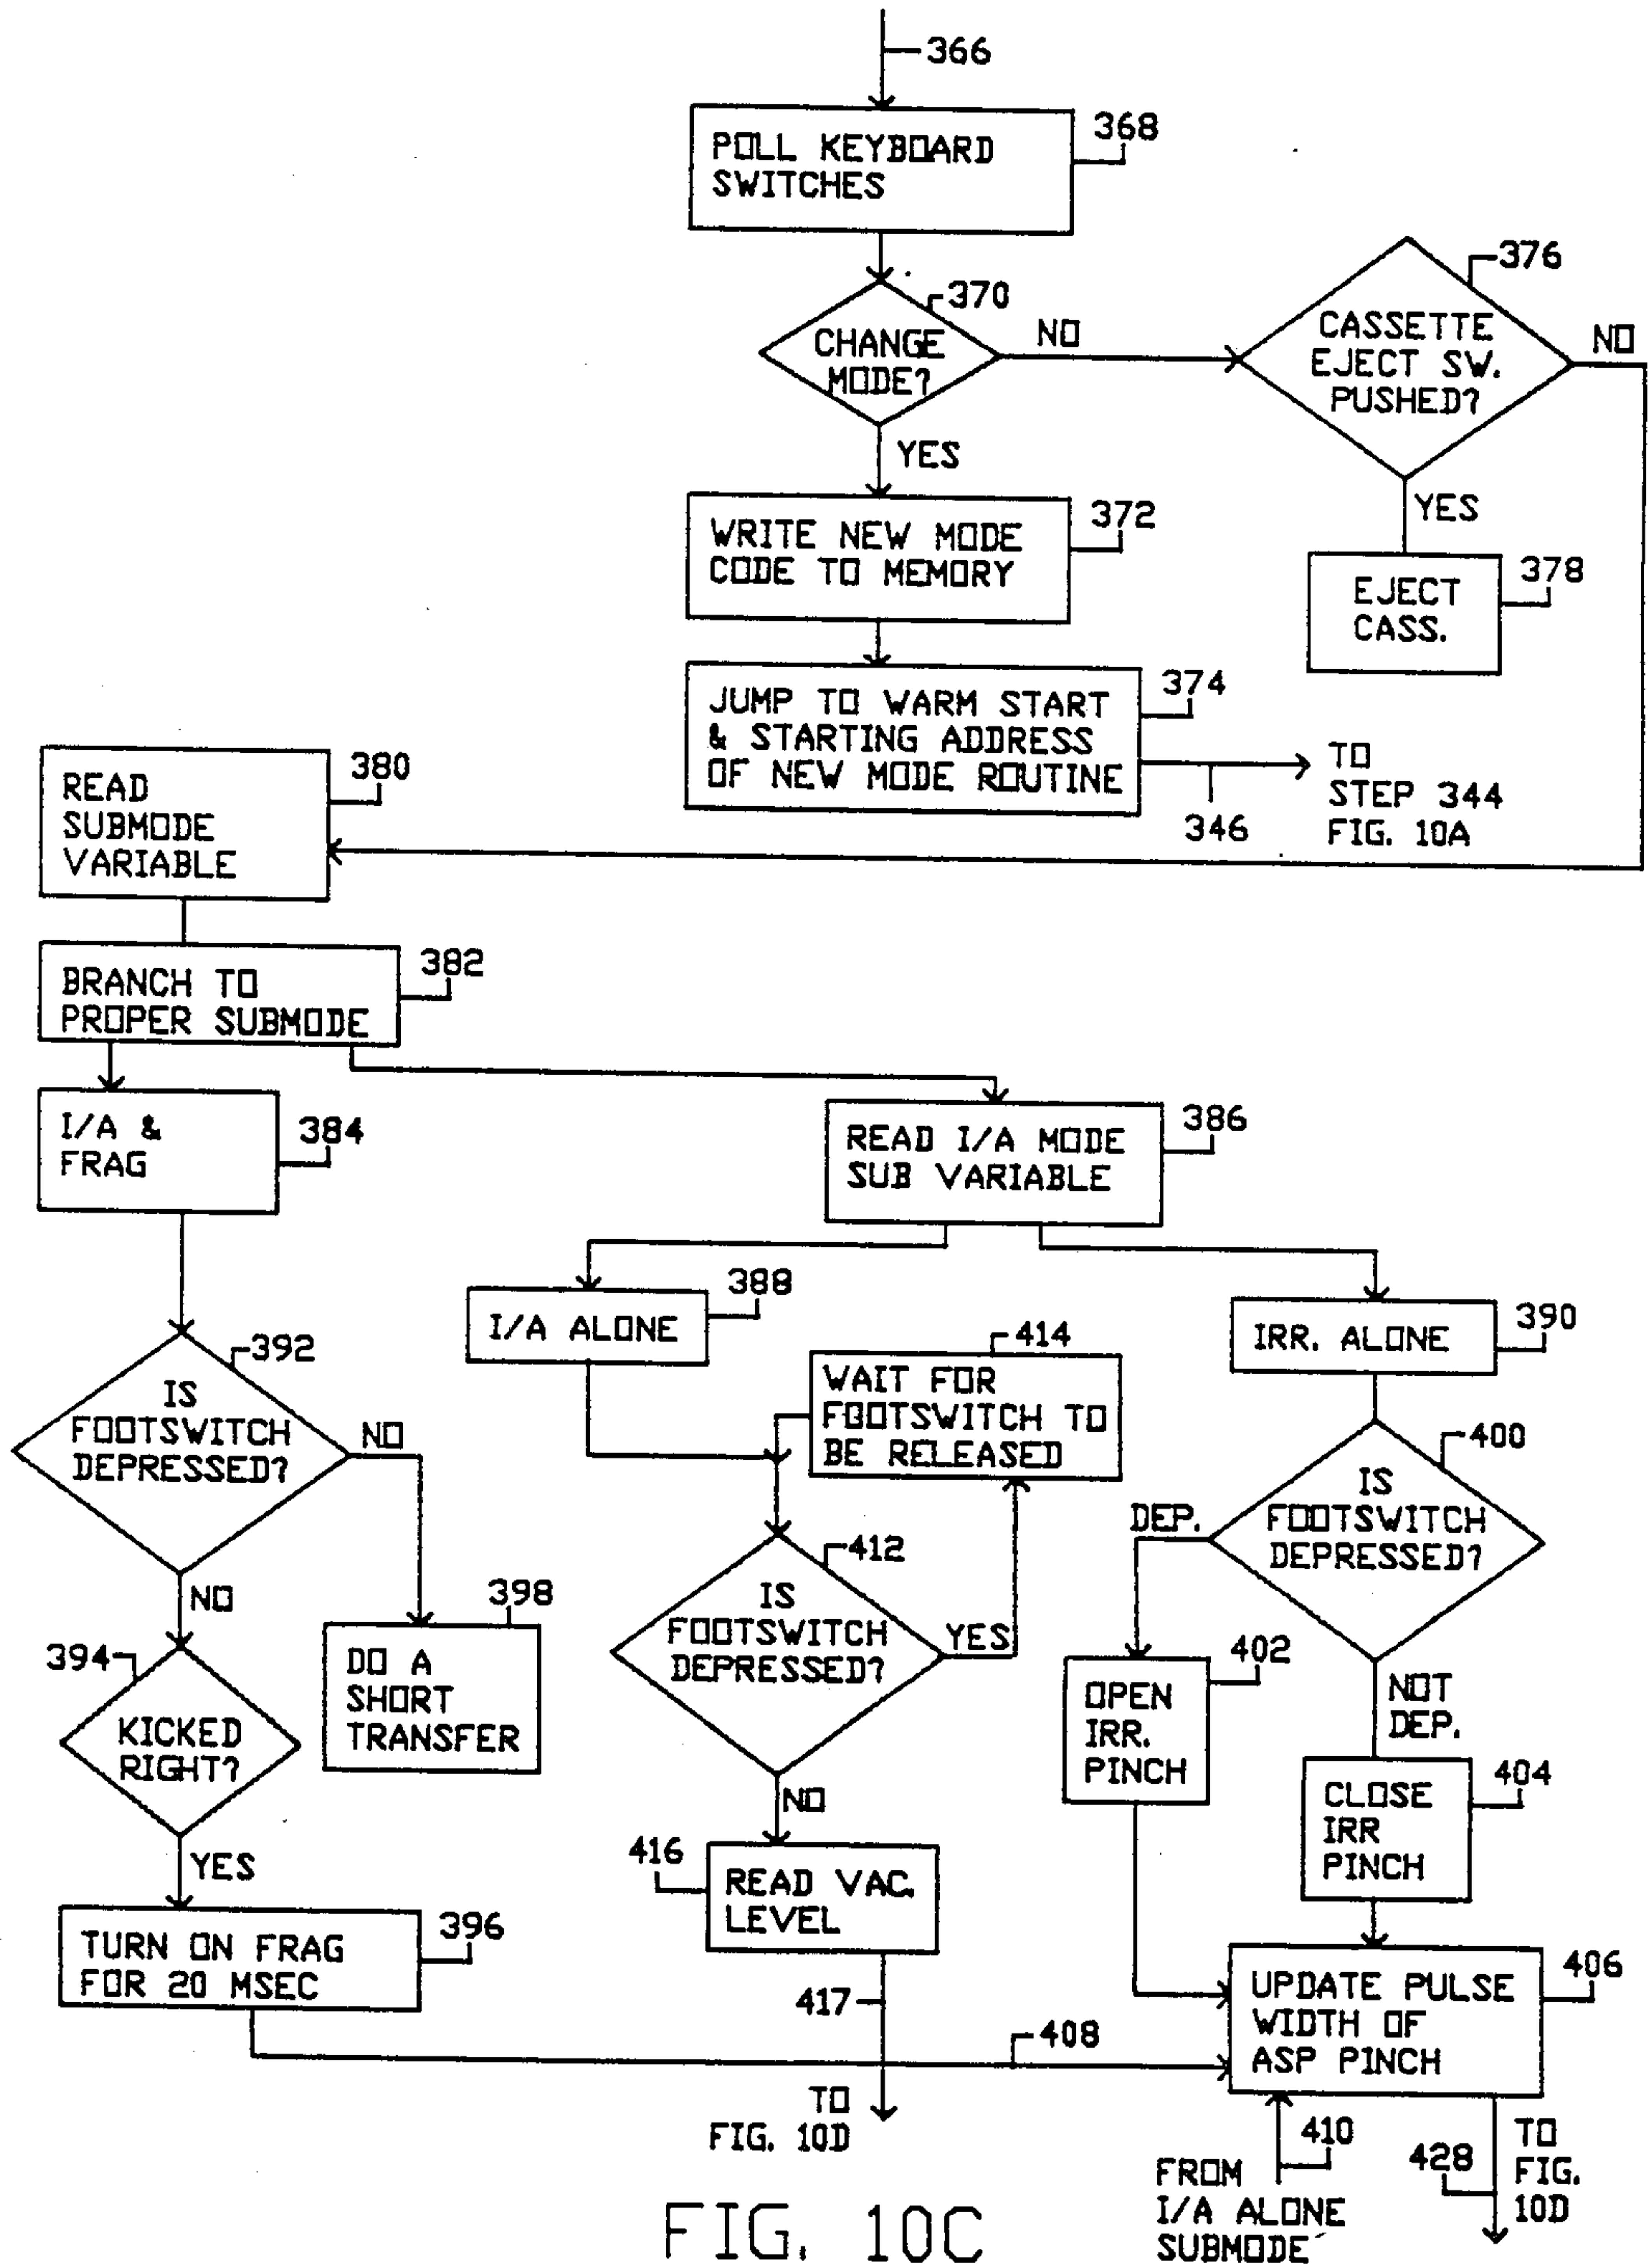 366
POLL KEYBOARD
SWITCHES
368
370
CHANGE
MODE?
NO
376
CASSETTE
EJECT SW.
PUSHED?
NO
YES
YES
WRITE NEW MODE
CODE TO MEMORY
372
EJECT
CASS.
378
JUMP TO WARM START
& STARTING ADDRESS
OF NEW MODE ROUTINE
374
346
TO
STEP 344
FIG. 10A
READ
SUBMODE
VARIABLE
380
BRANCH TO
PROPER SUBMODE
382
I/A &
FRAG
384
READ I/A MODE
SUB VARIABLE
386
I/A ALONE
388
IRR. ALONE
390
392
IS
FOOTSWITCH
DEPRESSED?
NO
NO
414
WAIT FOR
FOOTSWITCH TO
BE RELEASED
400
IS
FOOTSWITCH
DEPRESSED?
DEP.
NOT
DEP.
412
IS
FOOTSWITCH
DEPRESSED?
YES
NO
394
KICKED
RIGHT?
YES
398
DO A
SHORT
TRANSFER
402
OPEN
IRR.
PINCH
CLOSE
IRR
PINCH
404
416
READ VAC.
LEVEL
417
TO
FIG. 10D
TURN ON FRAG
FOR 20 MSEC
396
408
UPDATE PULSE
WIDTH OF
ASP PINCH
406
410
FROM
I/A ALONE
SUBMODE
428
TO
FIG.
10D
FIG. 10C